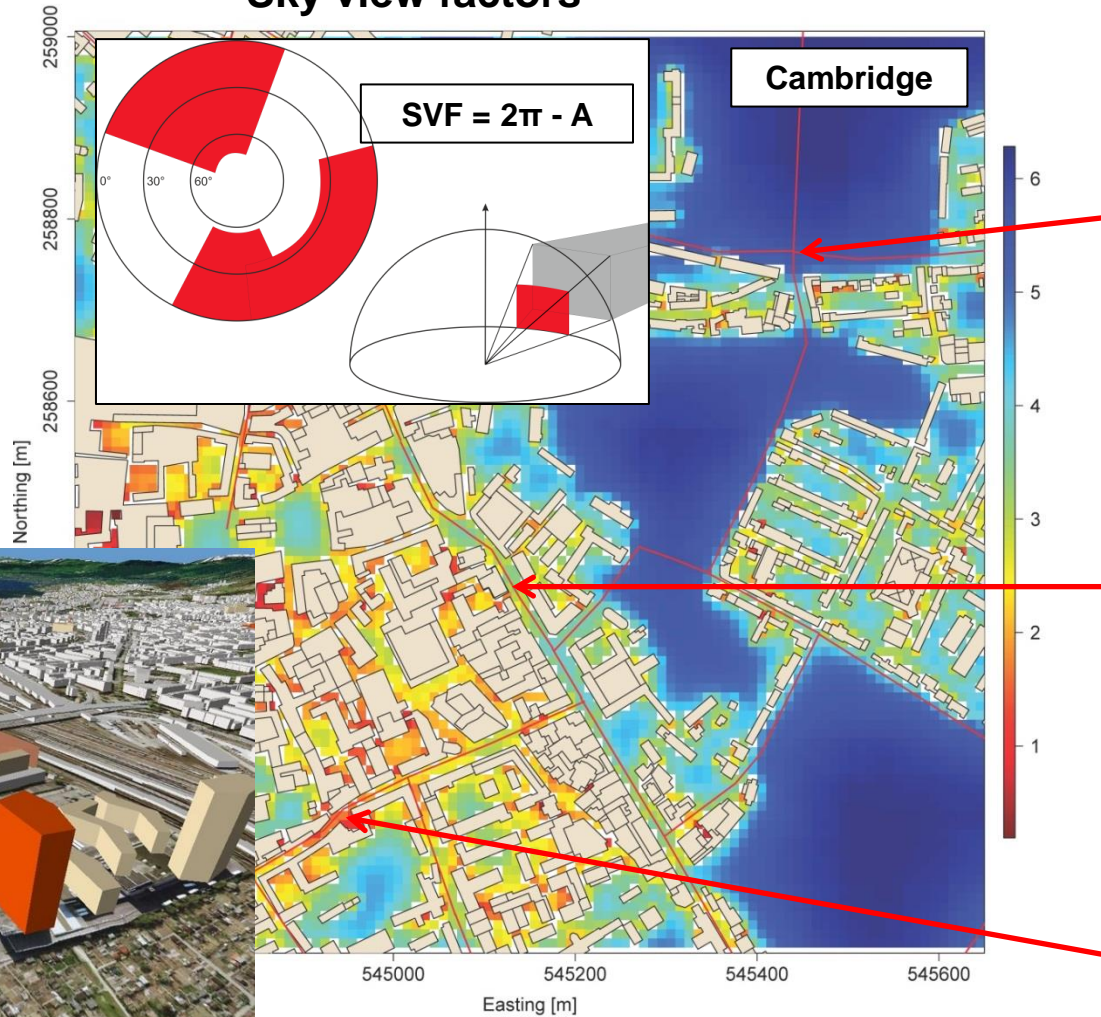 Sky view factors
Cambridge
SVF = 2π - A
0° 30° 60°
Northing [m]
259000
258800
258600
6
5
4
3
2
1
545000 545200 545400 545600
Easting [m]